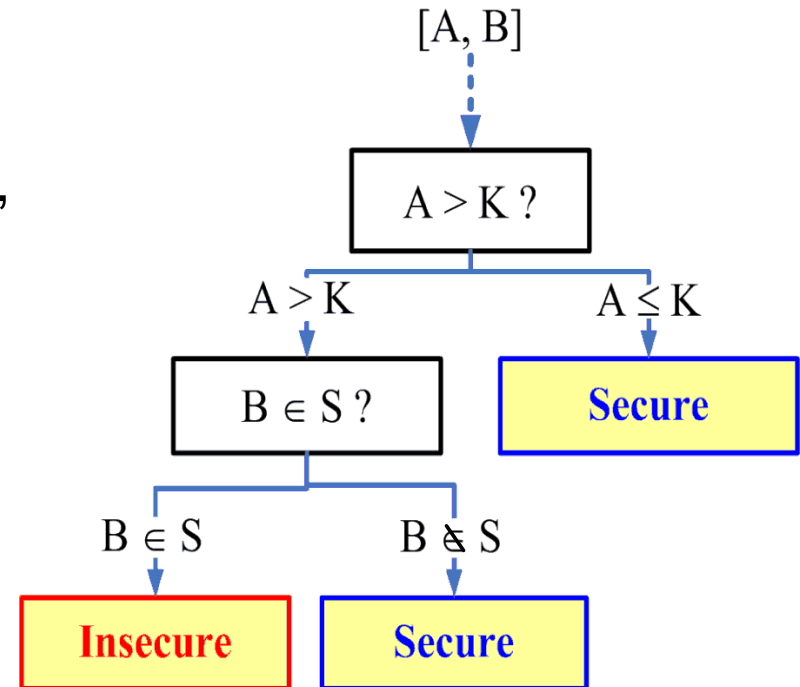 [A, B]
,
A > K ?
A > K
A ≤ K
B ∈ S ?
Secure
B ∈ S
B ∉ S
Insecure
Secure